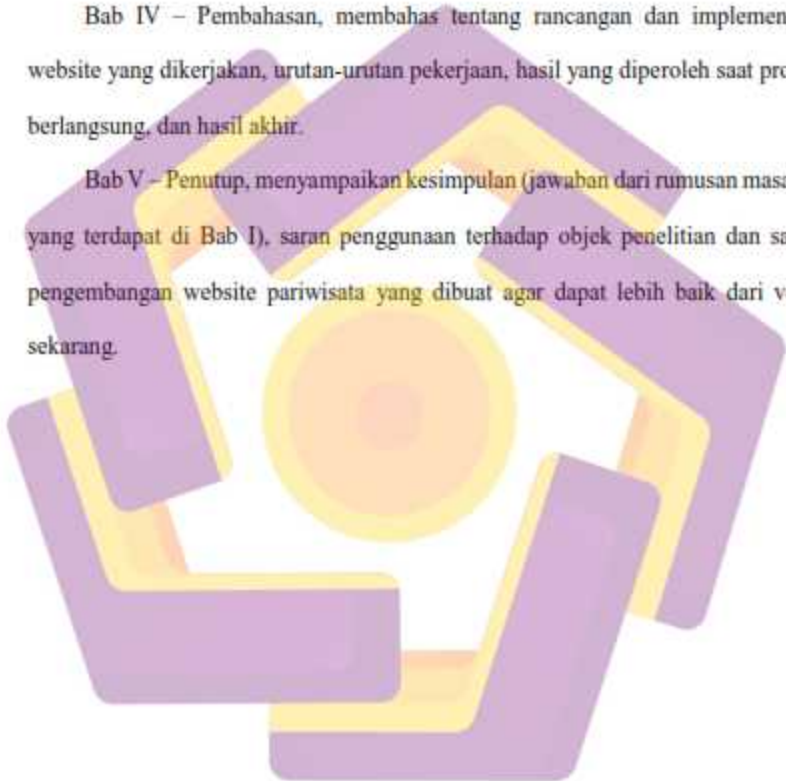 Bab IV – Pembahasan, membahas tentang rancangan dan implemen
website yang dikerjakan, urutan-urutan pekerjaan, hasil yang diperoleh saat pro
berlangsung, dan hasil akhir.
Bab V – Penutup, menyampaikan kesimpulan (jawaban dari rumusan masa
yang terdapat di Bab I), saran penggunaan terhadap objek penelitian dan sa
pengembangan website pariwisata yang dibuat agar dapat lebih baik dari v
sekarang.